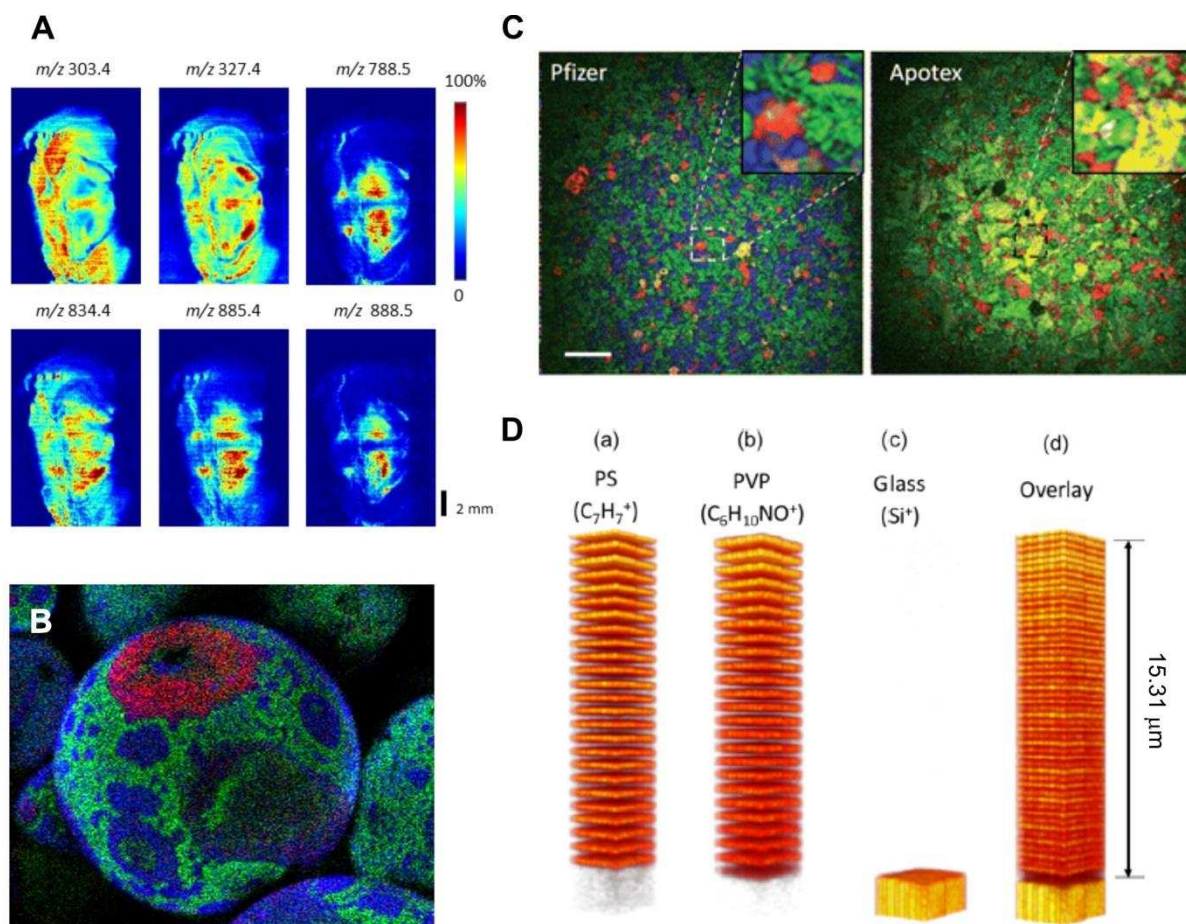 A
m/z 303.4 m/z 327.4 m/z 788.5
100%
0
m/z 834.4 m/z 885.4 m/z 888.5
2 mm
B
C
Pfizer
Apotex
D
(a) (b) (c) (d)
PS PVP Glass Overlay
(C₇H₇⁺) (C₆H₁₀NO⁺) (Si⁺)
15.31 μm